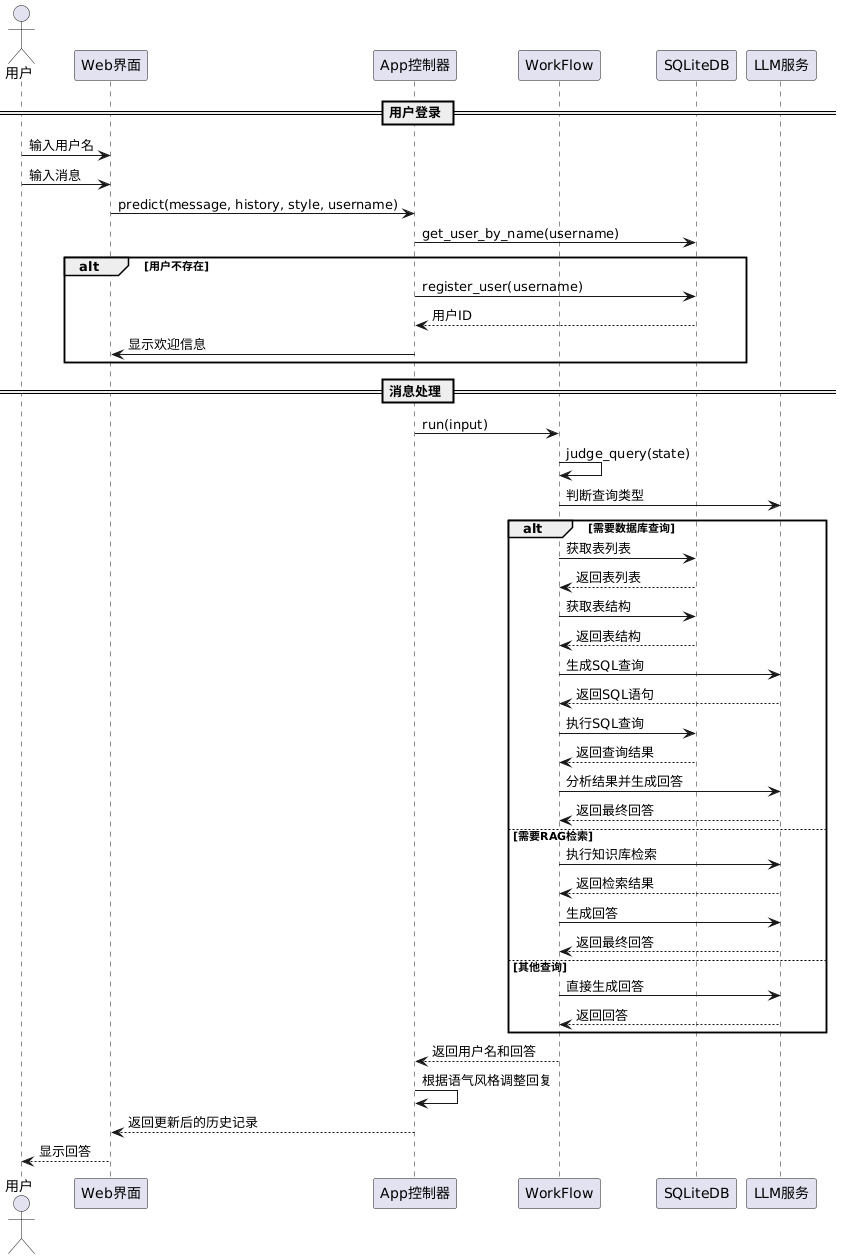 用户
Web界面
App控制器
WorkFlow
SQLiteDB
LLM服务
用户登录
输入用户名
输入消息
predict(message, history, style, username)
get_user_by_name(username)
alt
[用户不存在]
register_user(username)
用户ID
显示欢迎信息
消息处理
run(input)
judge_query(state)
判断查询类型
alt
[需要数据库查询]
获取表列表
返回表列表
获取表结构
返回表结构
生成SQL查询
返回SQL语句
执行SQL查询
返回查询结果
分析结果并生成回答
返回最终回答
[需要RAG检索]
执行知识库检索
返回检索结果
生成回答
返回最终回答
[其他查询]
直接生成回答
返回回答
返回用户名和回答
根据语气风格调整回复
返回更新后的历史记录
显示回答
用户
Web界面
App控制器
WorkFlow
SQLiteDB
LLM服务